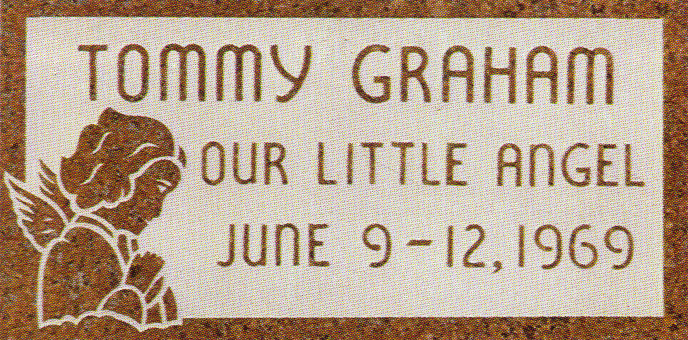 TOMMY GRAHAM
OUR LITTLE ANGEL
JUNE 9-12, 1969